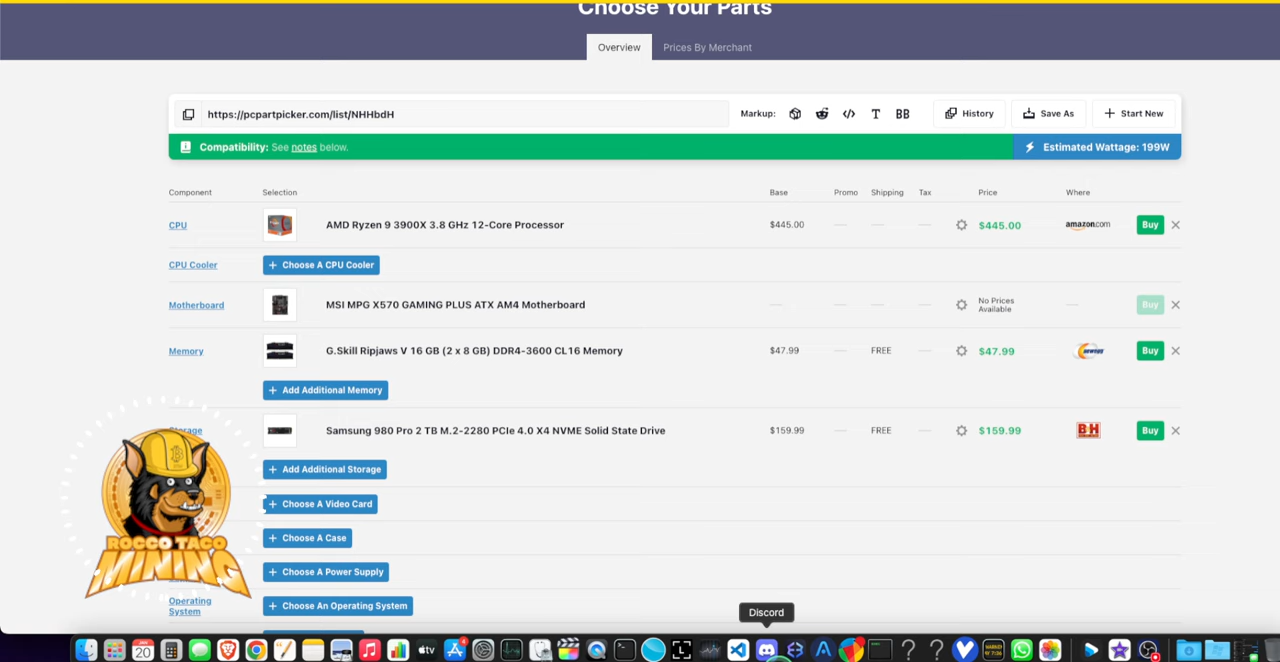 Choose Your Parts
Overview
Prices By Merchant
https://pcpartpicker.com/list/NHHbdH
Markup:
T
BB
History
Save As
Start New
Compatibility: See notes below.
Estimated Wattage: 199W
Component Selection Base Promo Shipping Tax Price Where
CPU AMD Ryzen 9 3900X 3.8 GHz 12-Core Processor $445.00 — — — $445.00 amazon.com Buy
CPU Cooler + Choose A CPU Cooler
Motherboard MSI MPG X570 GAMING PLUS ATX AM4 Motherboard — — — — No Prices Available — Buy
Memory G.Skill Ripjaws V 16 GB (2 x 8 GB) DDR4-3600 CL16 Memory $47.99 — FREE — $47.99 Buy
+ Add Additional Memory
Storage Samsung 980 Pro 2 TB M.2-2280 PCIe 4.0 X4 NVME Solid State Drive $159.99 — FREE — $159.99 B&H Buy
+ Add Additional Storage
+ Choose A Video Card
+ Choose A Case
+ Choose A Power Supply
Operating System + Choose An Operating System
ROCCO TACO
MINING
Discord
20
tv